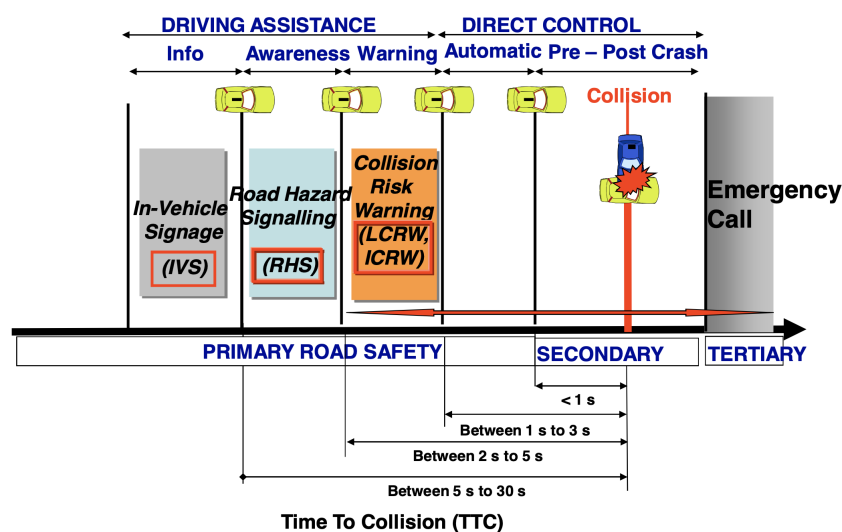 DRIVING ASSISTANCE
DIRECT CONTROL
Info
Awareness
Warning
Automatic
Pre – Post Crash
Collision
In-Vehicle
Signage
(IVS)
Road Hazard
Signalling
(RHS)
Collision
Risk
Warning
(LCRW,
ICRW)
Emergency
Call
PRIMARY ROAD SAFETY
SECONDARY
TERTIARY
< 1 s
Between 1 s to 3 s
Between 2 s to 5 s
Between 5 s to 30 s
Time To Collision (TTC)